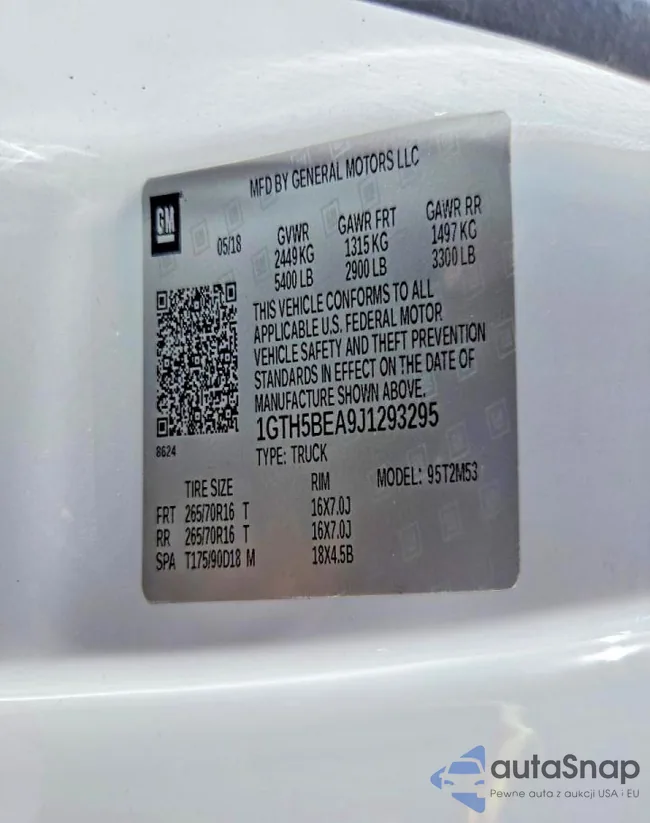 MFD BY GENERAL MOTORS LLC
GM
05/18
GVWR GAWR FRT GAWR RR
2449 KG 1315 KG 1497 KG
5400 LB 2900 LB 3300 LB
THIS VEHICLE CONFORMS TO ALL
APPLICABLE U.S. FEDERAL MOTOR
VEHICLE SAFETY AND THEFT PREVENTION
STANDARDS IN EFFECT ON THE DATE OF
MANUFACTURE SHOWN ABOVE.
1GTH5BEA9J1293295
8624
TYPE: TRUCK
MODEL: 95T2M53
TIRE SIZE RIM
FRT 265/70R16 T 16X7.0J
RR 265/70R16 T 16X7.0J
SPA T175/90D18 M 18X4.5B
autaSnap
Pewne auta z aukcji USA i EU